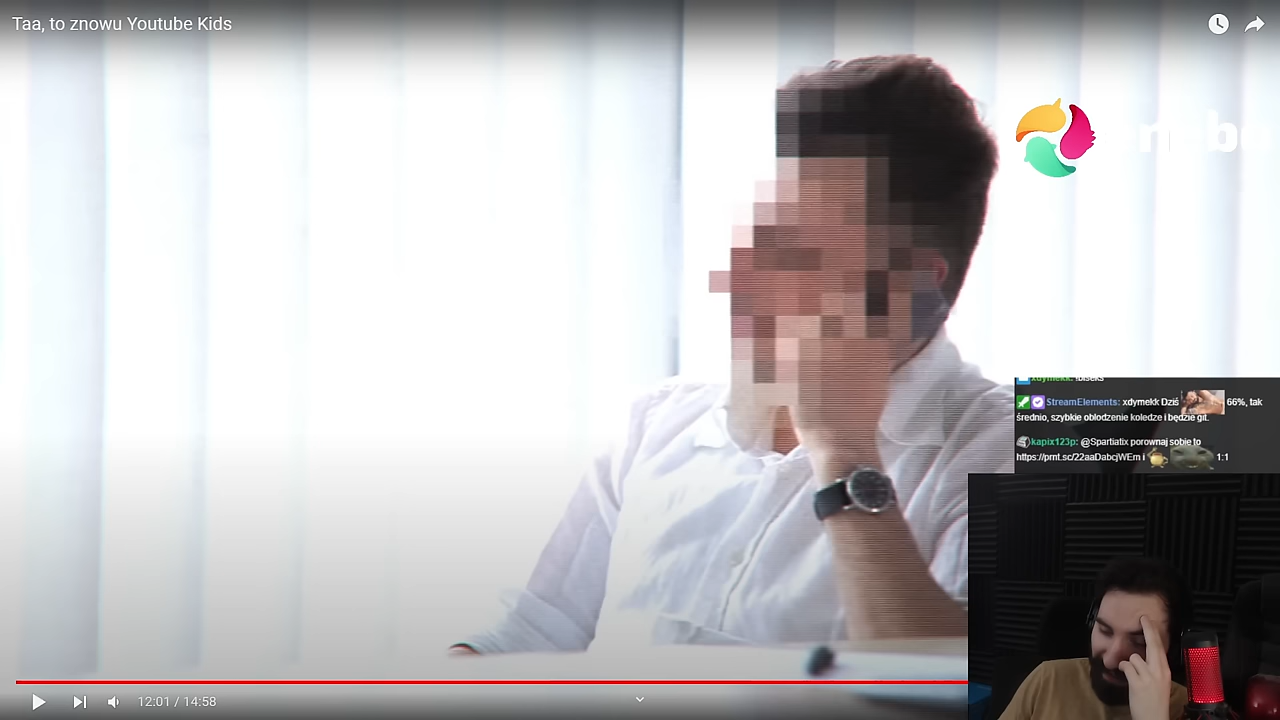 Taa, to znowu Youtube Kids
StreamElements: xdymekk Dziś 66%, tak
średnio, szybkie obłodzenie koledze i będzie git.
kapix123p: @Spartiatix porownaj sobie to
https://prnt.sc/22aaDabcjWEm i 1:1
12:01 / 14:58